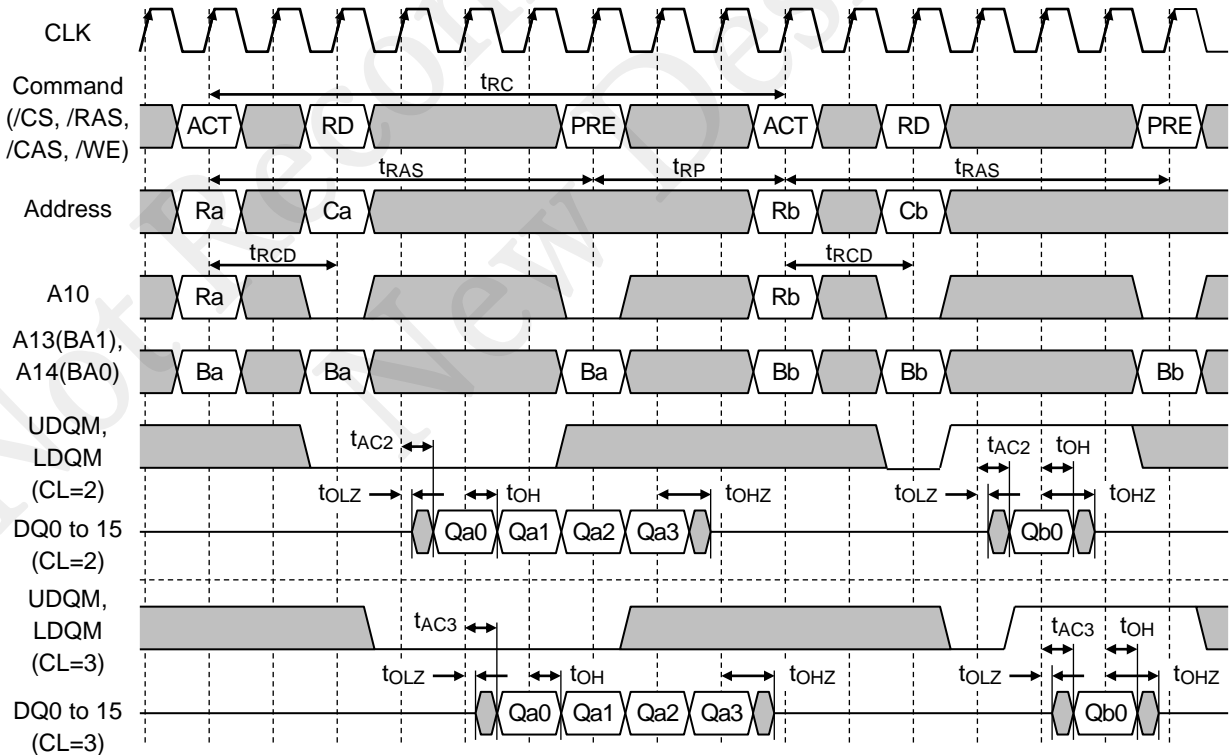 CLK
Command
(/CS, /RAS,
/CAS, /WE)
tRC
ACT RD PRE ACT RD PRE
tRAS tRP tRAS
Address
Ra Ca Rb Cb
tRCD tRCD
A10
Ra Rb
A13(BA1),
A14(BA0)
Ba Ba Ba Bb Bb Bb
UDQM,
LDQM
(CL=2)
tAC2 tAC2 tOH
tOLZ tOH tOHZ tOLZ tOHZ
DQ0 to 15
(CL=2)
Qa0 Qa1 Qa2 Qa3 Qb0
UDQM,
LDQM
(CL=3)
tAC3 tAC3 tOH
tOLZ tOH tOHZ tOLZ tOHZ
DQ0 to 15
(CL=3)
Qa0 Qa1 Qa2 Qa3 Qb0